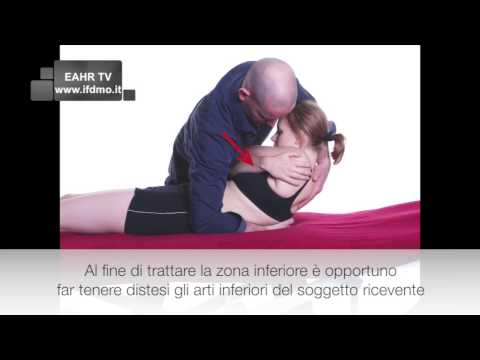 EAHR TV
www.ifdmo.it
Al fine di trattare la zona inferiore è opportuno
far tenere distesi gli arti inferiori del soggetto ricevente